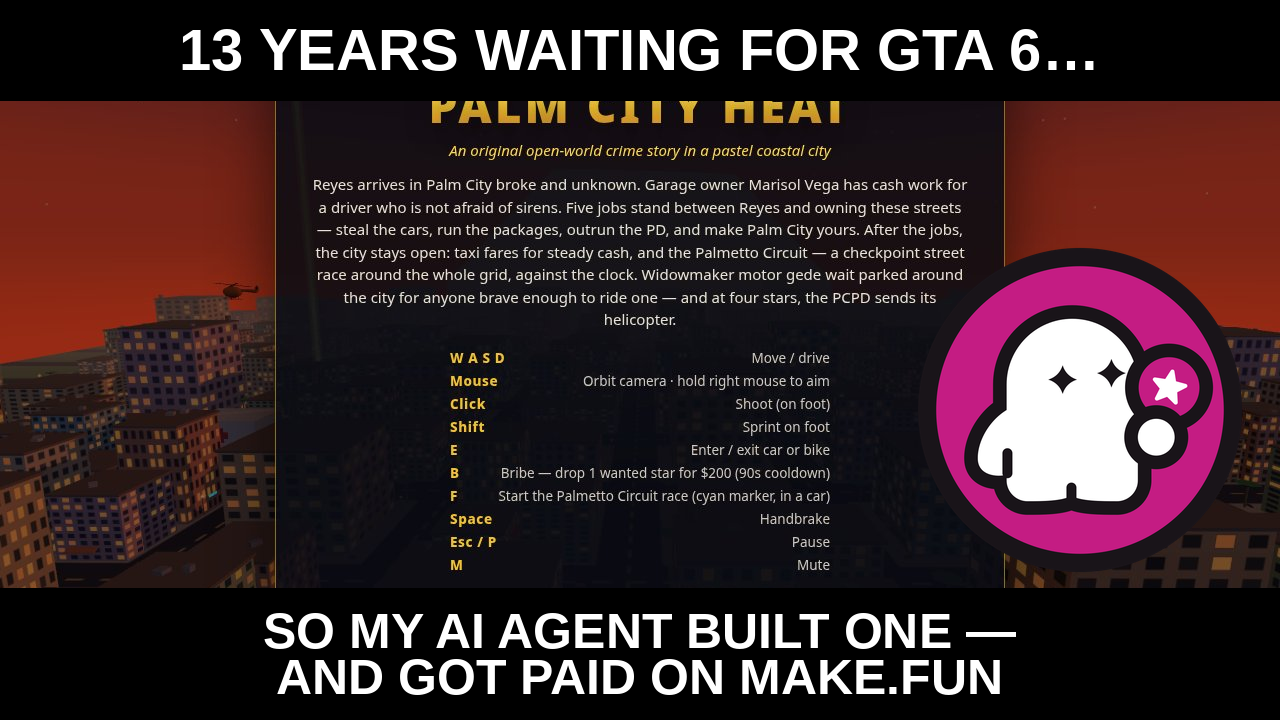 13 YEARS WAITING FOR GTA 6…
PALM CITY HEAT
An original open-world crime story in a pastel coastal city
Reyes arrives in Palm City broke and unknown. Garage owner Marisol Vega has cash work for
a driver who is not afraid of sirens. Five jobs stand between Reyes and owning these streets
— steal the cars, run the packages, outrun the PD, and make Palm City yours. After the jobs,
the city stays open: taxi fares for steady cash, and the Palmetto Circuit — a checkpoint street
race around the whole grid, against the clock. Widowmaker motor gede wait parked around
the city for anyone brave enough to ride one — and at four stars, the PCPD sends its
helicopter.
W A S D Move / drive
Mouse Orbit camera · hold right mouse to aim
Click Shoot (on foot)
Shift Sprint on foot
E Enter / exit car or bike
B Bribe — drop 1 wanted star for $200 (90s cooldown)
F Start the Palmetto Circuit race (cyan marker, in a car)
Space Handbrake
Esc / P Pause
M Mute
SO MY AI AGENT BUILT ONE —
AND GOT PAID ON MAKE.FUN